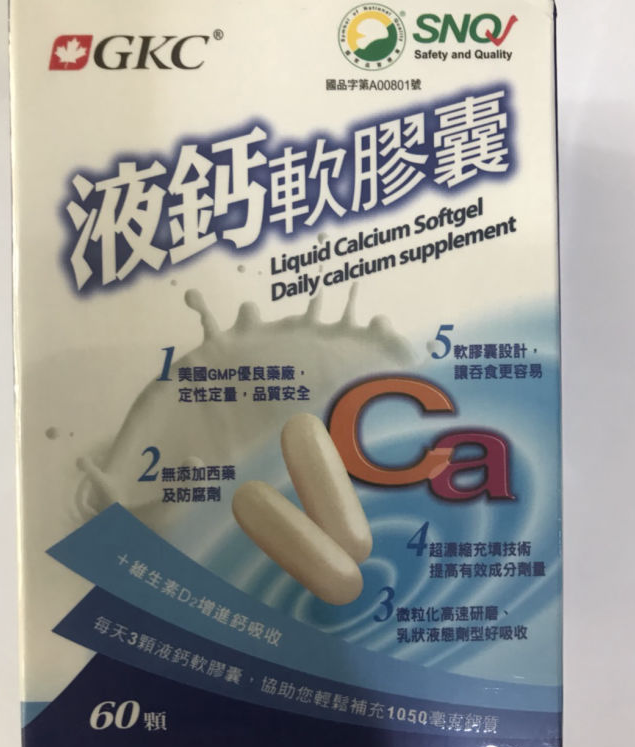 GKC®
Symbol of National Quality
SNQ
Safety and Quality
國品字第A00801號
液鈣軟膠囊
Liquid Calcium Softgel
Daily calcium supplement
1 美國GMP優良藥廠，
定性定量，品質安全
5 軟膠囊設計，
讓吞食更容易
Ca
2 無添加西藥
及防腐劑
4 超濃縮充填技術
提高有效成分劑量
3 微粒化高速研磨、
乳狀液態劑型好吸收
＋維生素D2增進鈣吸收
每天3顆液鈣軟膠囊，協助您輕鬆補充1050毫克鈣質
60顆